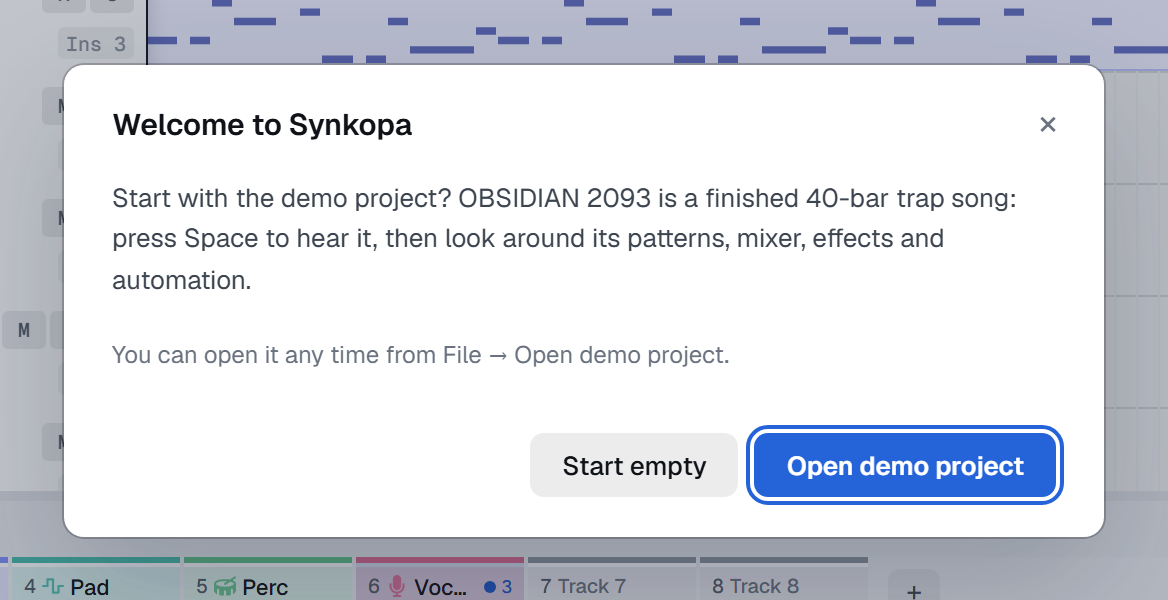 Ins 3
Welcome to Synkopa
Start with the demo project? OBSIDIAN 2093 is a finished 40-bar trap song:
press Space to hear it, then look around its patterns, mixer, effects and
automation.
M
You can open it any time from File → Open demo project.
Start empty
Open demo project
4 Pad
5 Perc
6 Voc... 3
7 Track 7
8 Track 8
+